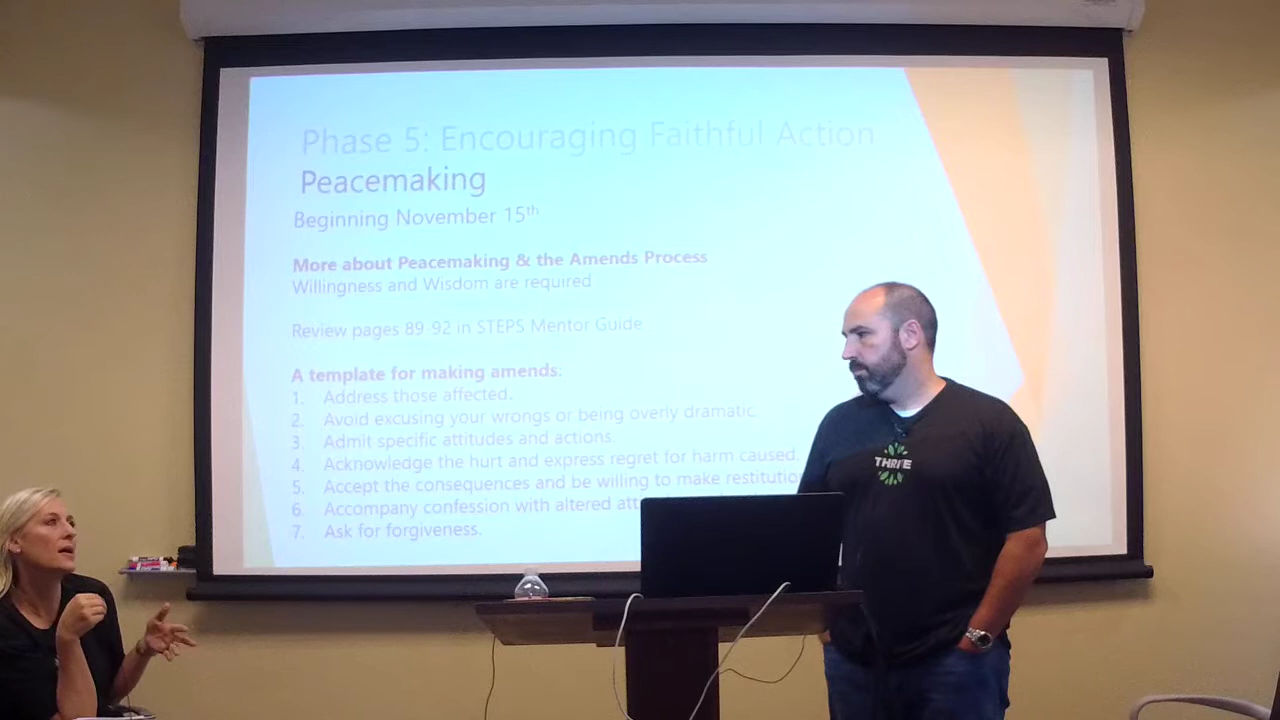 Phase 5: Encouraging Faithful Action
Peacemaking
Beginning November 15th
More about Peacemaking & the Amends Process
Willingness and Wisdom are required
Review pages 89-92 in STEPS Mentor Guide
A template for making amends:
1. Address those affected.
2. Avoid excusing your wrongs or being overly dramatic.
3. Admit specific attitudes and actions.
4. Acknowledge the hurt and express regret for harm caused.
5. Accept the consequences and be willing to make restitutio
6. Accompany confession with altered att
7. Ask for forgiveness.
THRIVE